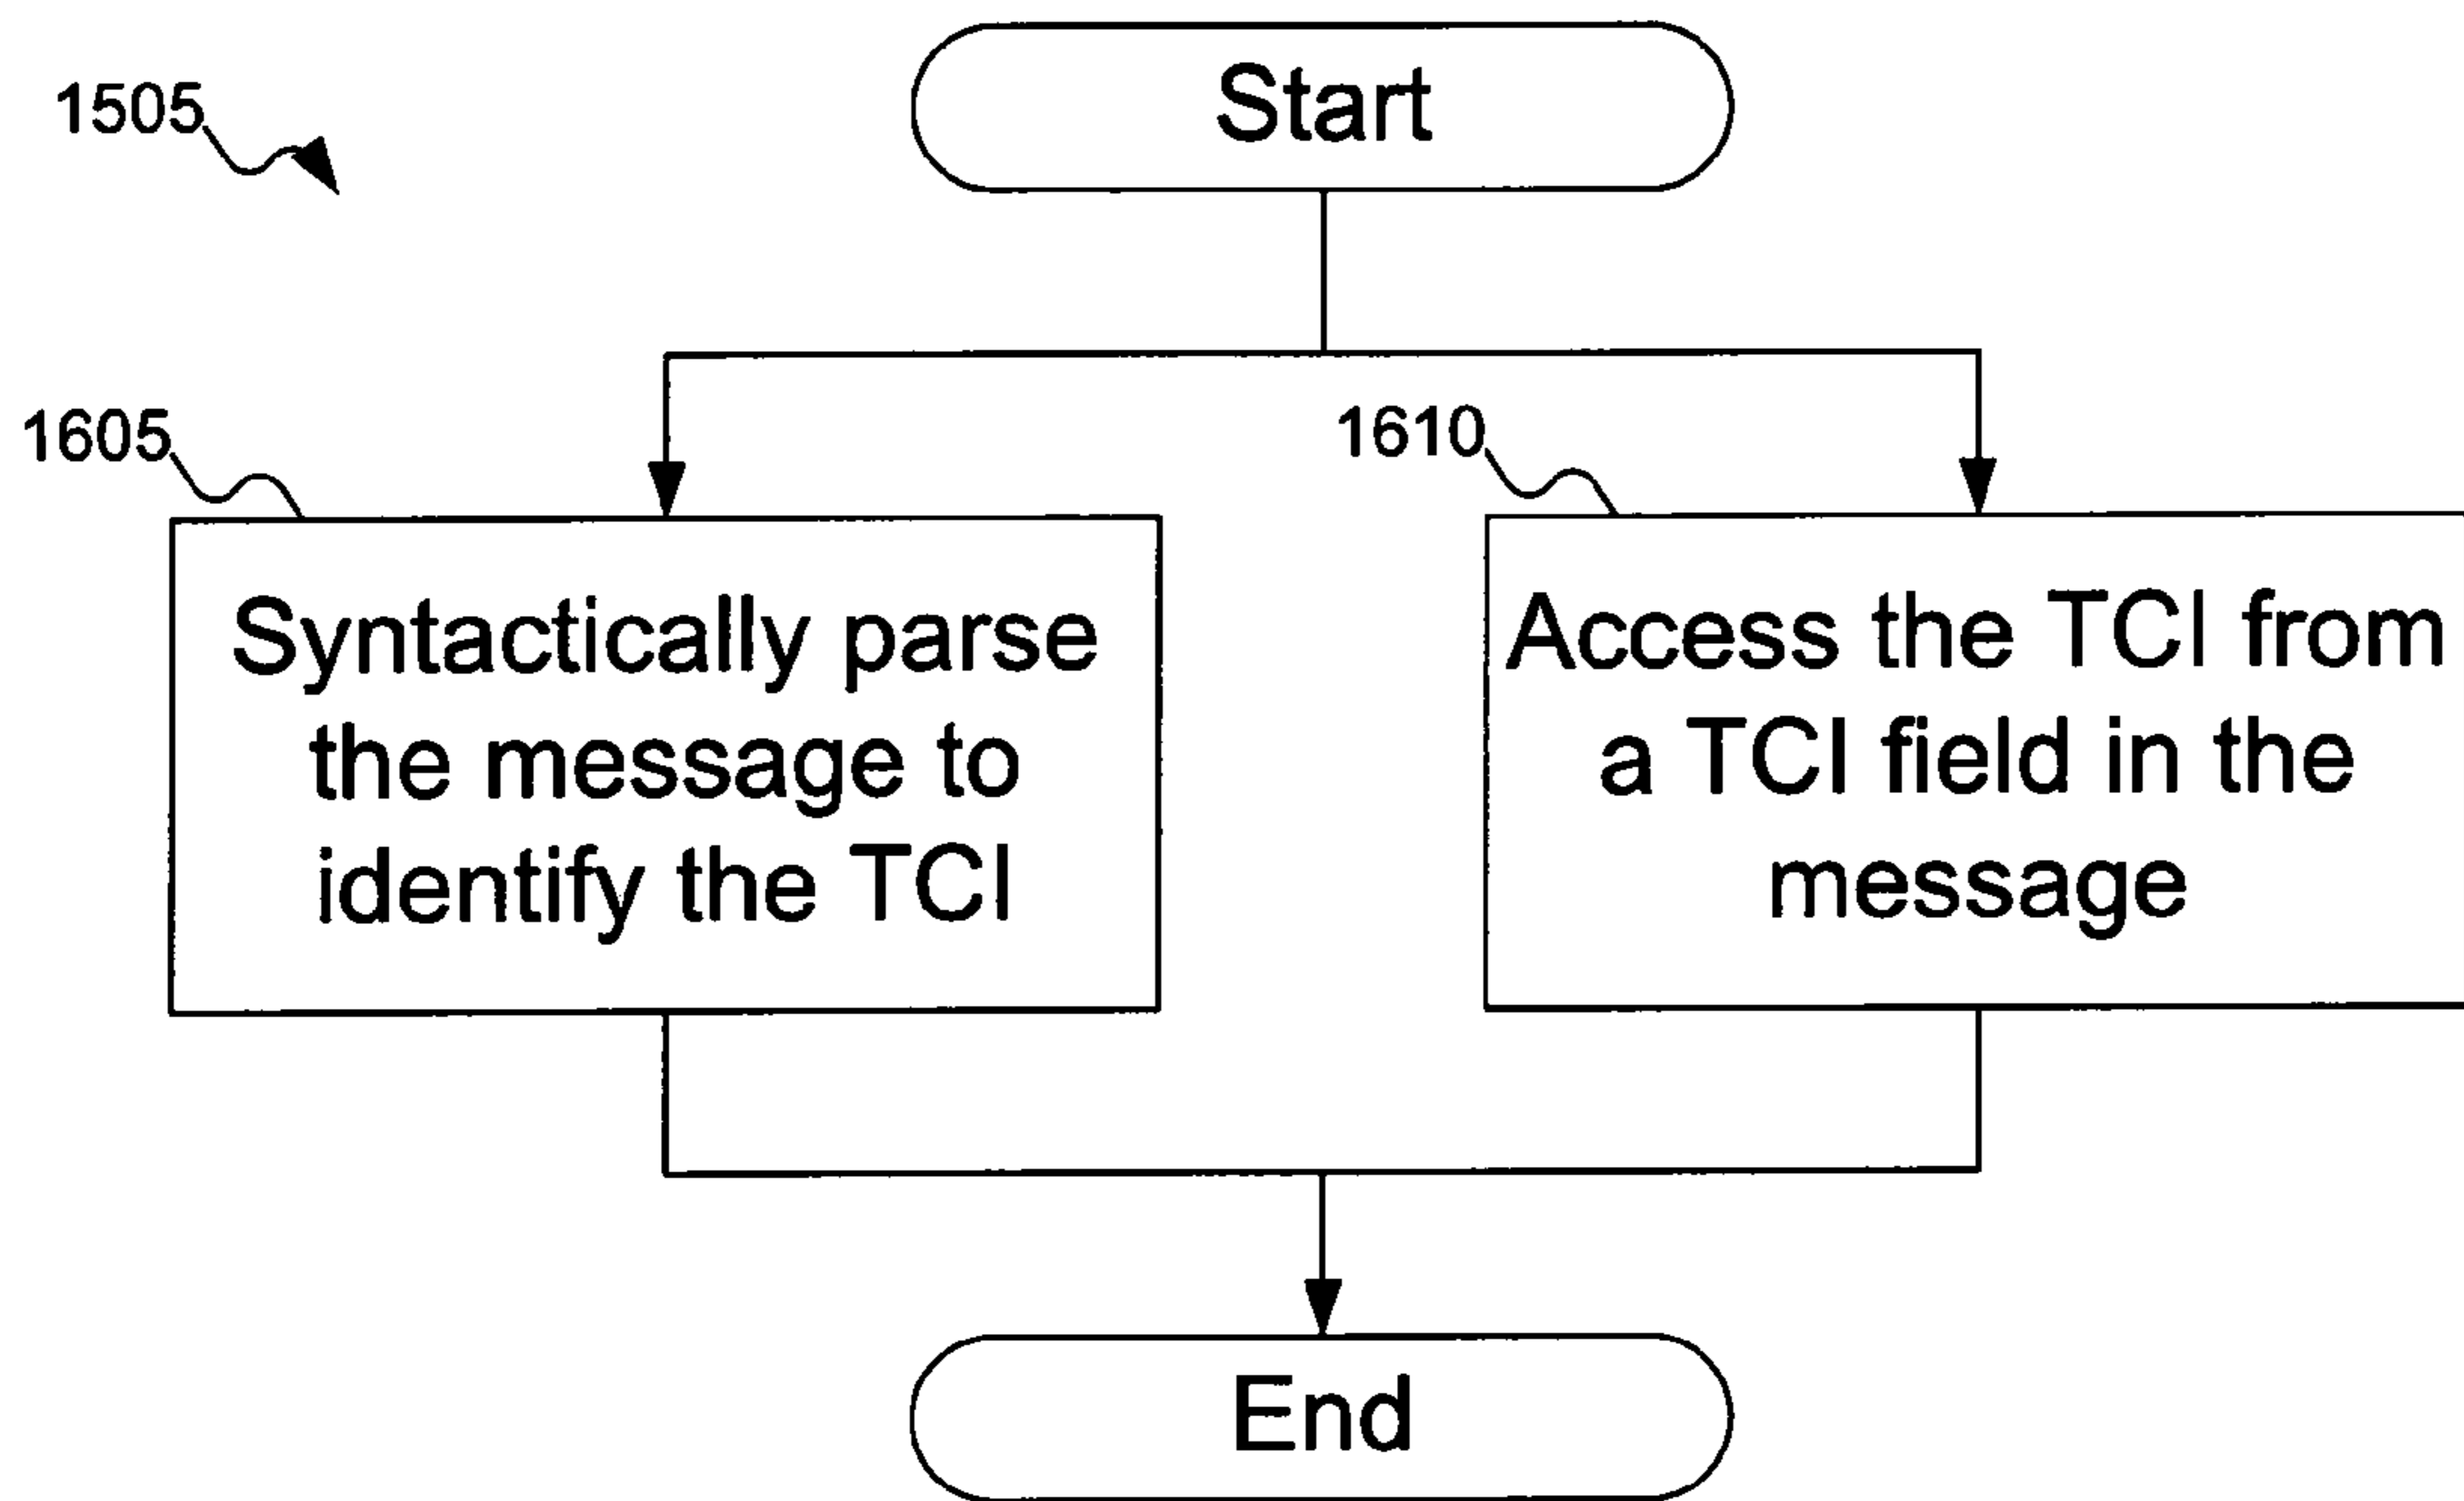 1505
Start
1605
1610
Syntactically parse
the message to
identify the TCI
Access the TCI from
a TCI field in the
message
End